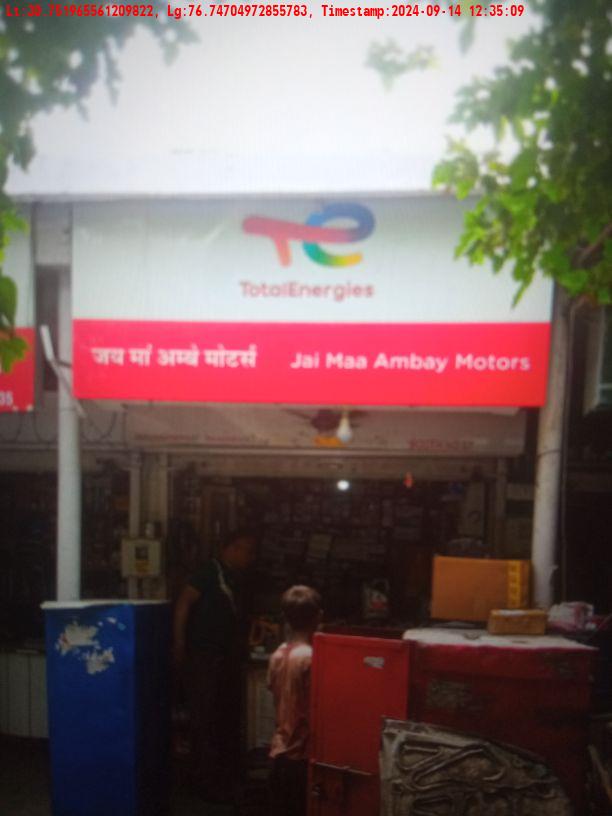 Lt:30.751965561209822, Lg:76.74704972855783, Timestamp:2024-09-14 12:35:09
TotalEnergies
जय मां अम्बे मोटर्स Jai Maa Ambay Motors
35